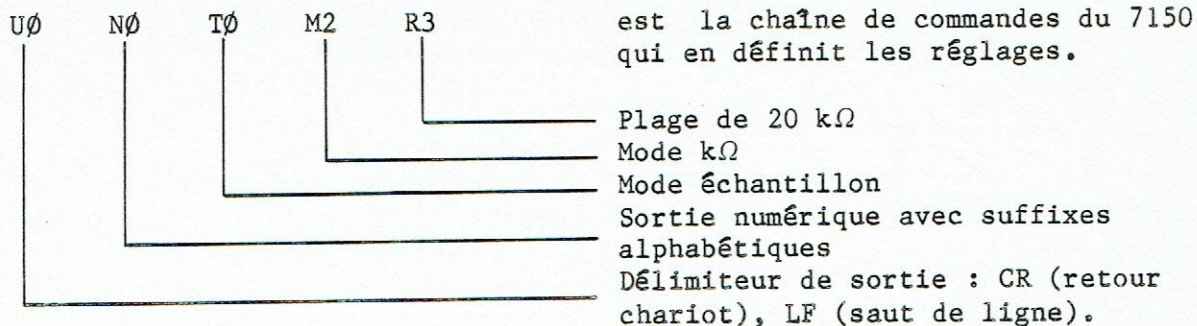 UØ NØ TØ M2 R3
est la chaîne de commandes du 7150
qui en définit les réglages.
Plage de 20 kΩ
Mode kΩ
Mode échantillon
Sortie numérique avec suffixes
alphabétiques
Délimiteur de sortie : CR (retour
chariot), LF (saut de ligne).